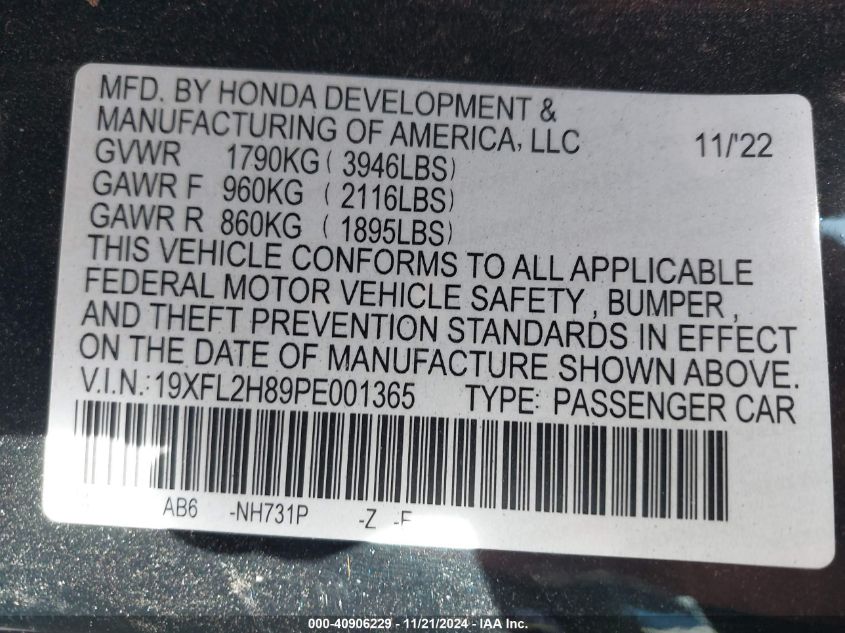 MFD. BY HONDA DEVELOPMENT &
MANUFACTURING OF AMERICA, LLC 11/'22
GVWR 1790KG ( 3946LBS)
GAWR F 960KG ( 2116LBS)
GAWR R 860KG ( 1895LBS)
THIS VEHICLE CONFORMS TO ALL APPLICABLE
FEDERAL MOTOR VEHICLE SAFETY , BUMPER ,
AND THEFT PREVENTION STANDARDS IN EFFECT
ON THE DATE OF MANUFACTURE SHOWN ABOVE.
V.I.N.: 19XFL2H89PE001365 TYPE: PASSENGER CAR
AB6 -NH731P -Z
000-40906229 - 11/21/2024 - IAA Inc.